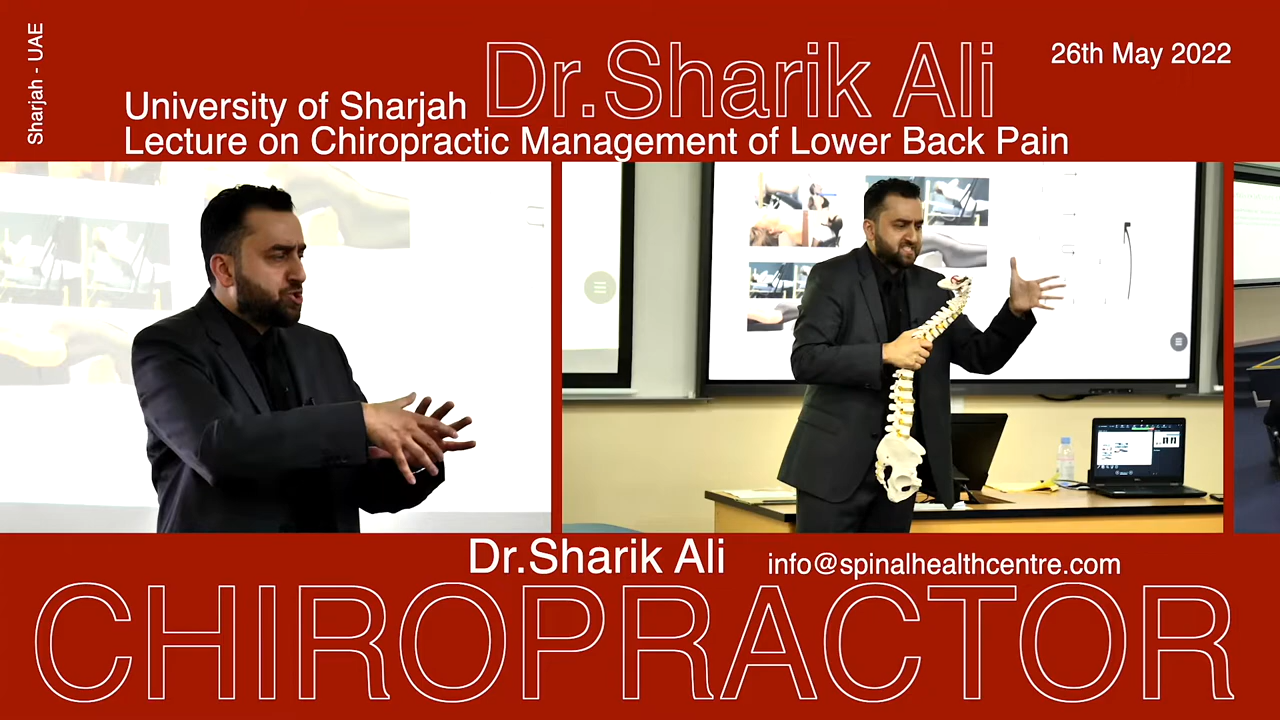 Sharjah - UAE
Dr.Sharik Ali
26th May 2022
University of Sharjah
Lecture on Chiropractic Management of Lower Back Pain
Dr.Sharik Ali
info@spinalhealthcentre.com
CHIROPRACTOR